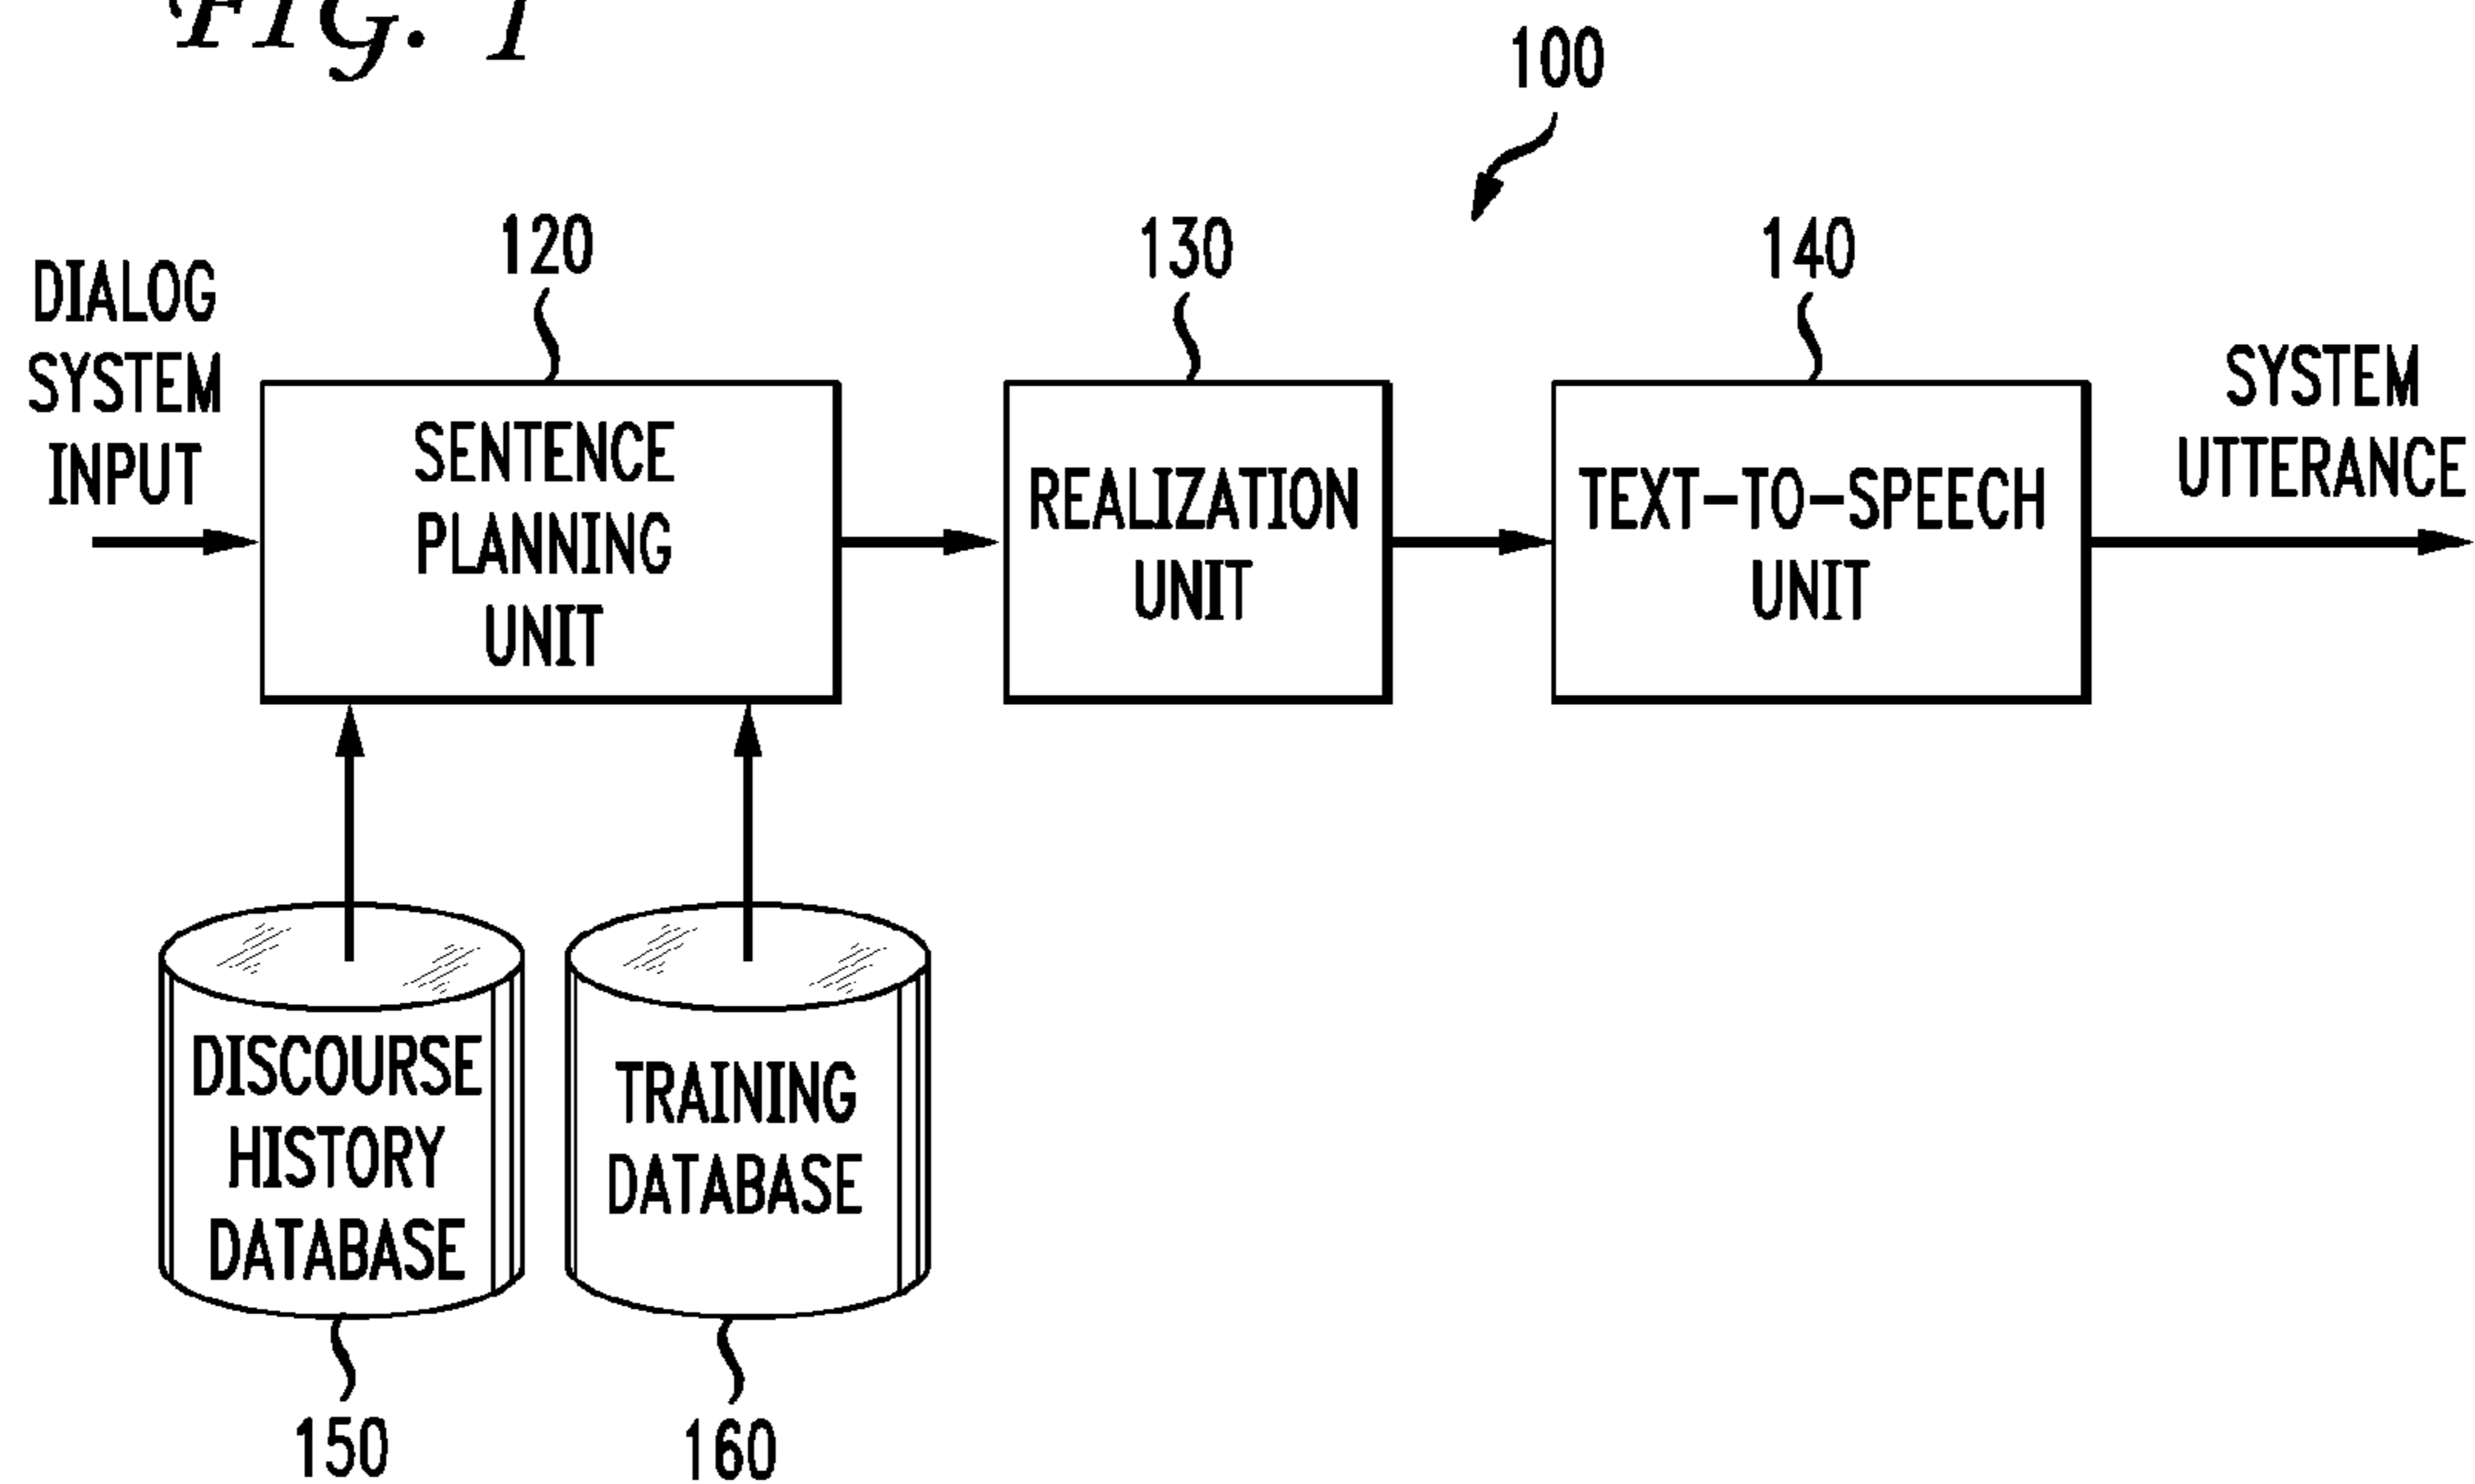 FIG. 1
100
120
130
140
DIALOG
SYSTEM
INPUT
SENTENCE
PLANNING
UNIT
REALIZATION
UNIT
TEXT-TO-SPEECH
UNIT
SYSTEM
UTTERANCE
DISCOURSE
HISTORY
DATABASE
TRAINING
DATABASE
150
160